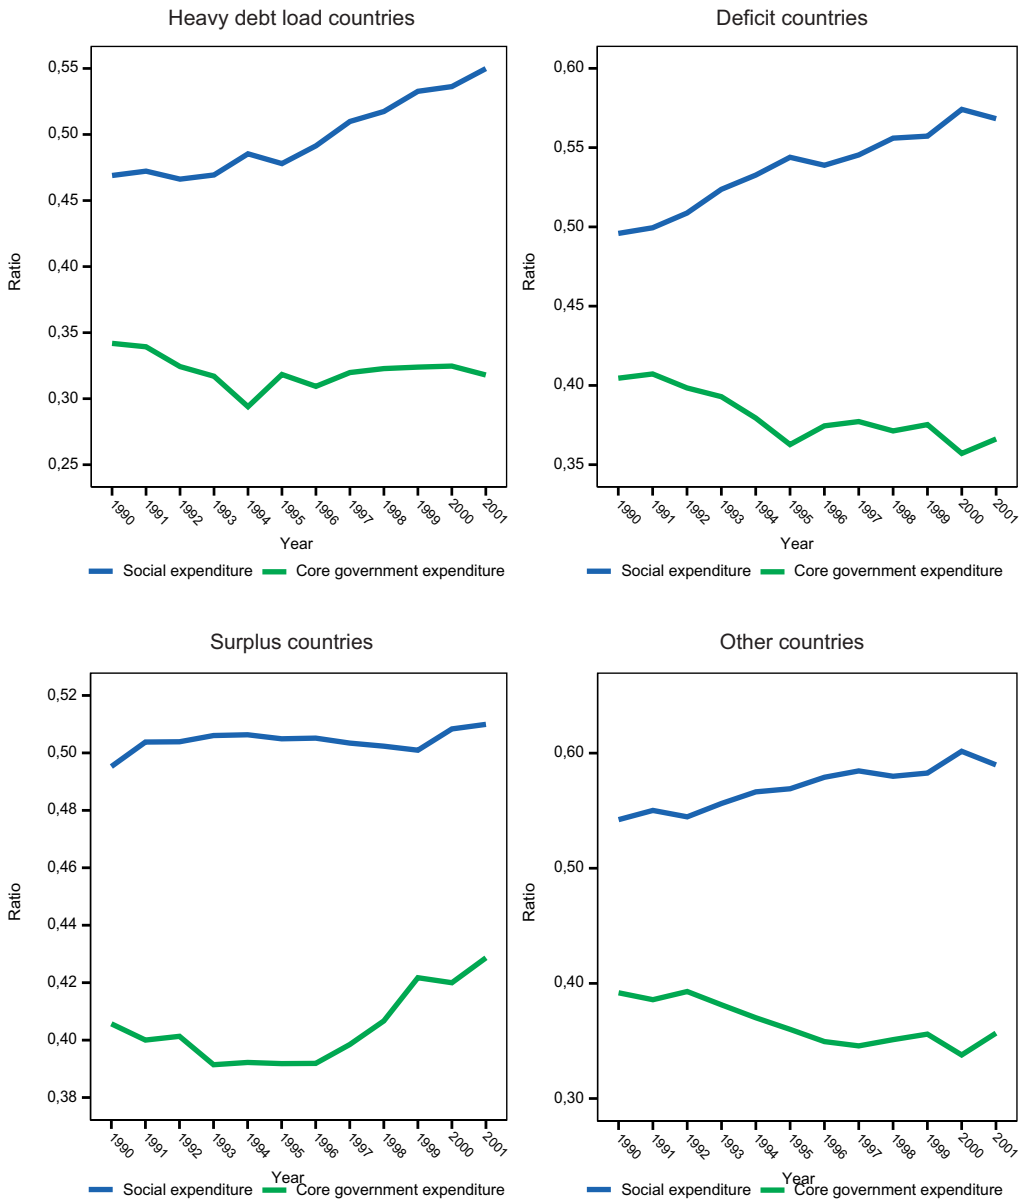 Heavy debt load countries
Ratio
0,55
0,50
0,45
0,40
0,35
0,30
0,25
1990 1991 1992 1993 1994 1995 1996 1997 1998 1999 2000 2001
Year
Social expenditure Core government expenditure
Deficit countries
Ratio
0,60
0,55
0,50
0,45
0,40
0,35
1990 1991 1992 1993 1994 1995 1996 1997 1998 1999 2000 2001
Year
Social expenditure Core government expenditure
Surplus countries
Ratio
0,52
0,50
0,48
0,46
0,44
0,42
0,40
0,38
1990 1991 1992 1993 1994 1995 1996 1997 1998 1999 2000 2001
Year
Social expenditure Core government expenditure
Other countries
Ratio
0,60
0,50
0,40
0,30
1990 1991 1992 1993 1994 1995 1996 1997 1998 1999 2000 2001
Year
Social expenditure Core government expenditure